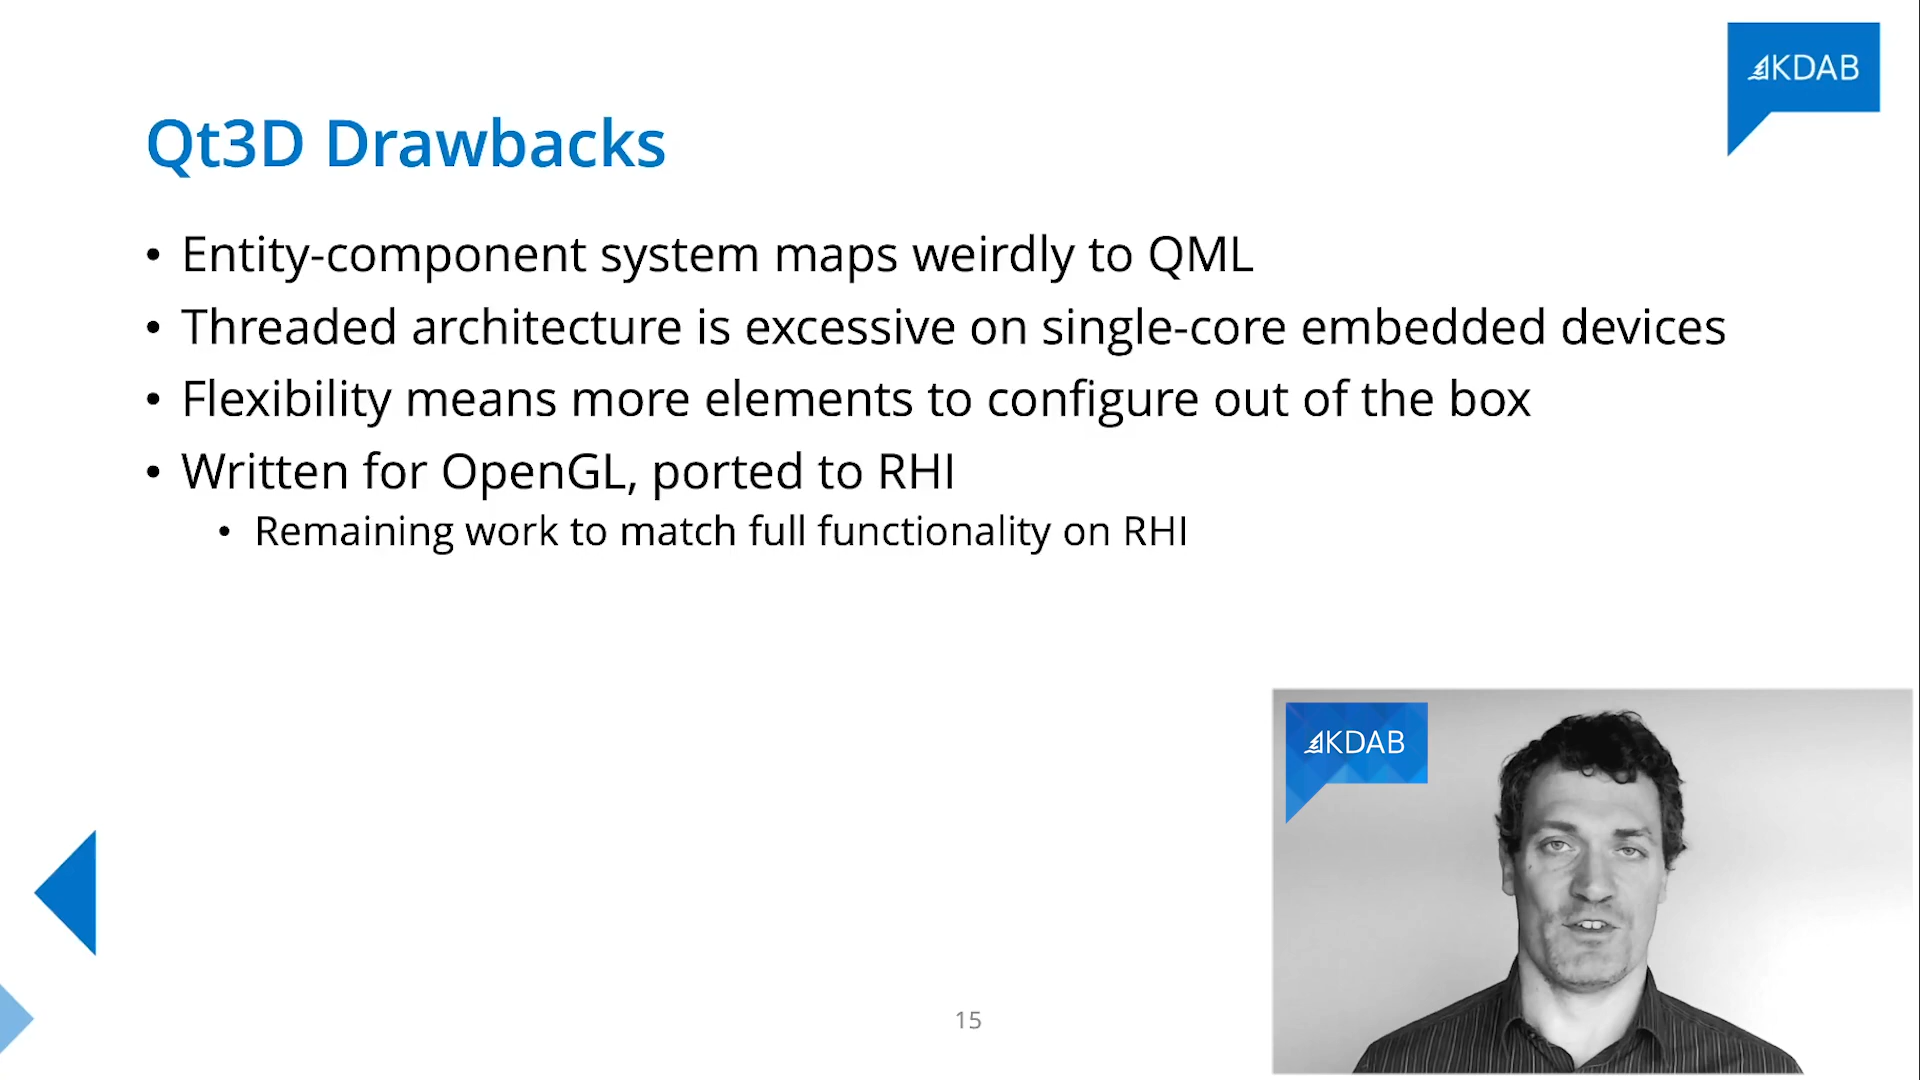 KDAB
Qt3D Drawbacks
• Entity-component system maps weirdly to QML
• Threaded architecture is excessive on single-core embedded devices
• Flexibility means more elements to configure out of the box
• Written for OpenGL, ported to RHI
• Remaining work to match full functionality on RHI
KDAB
15